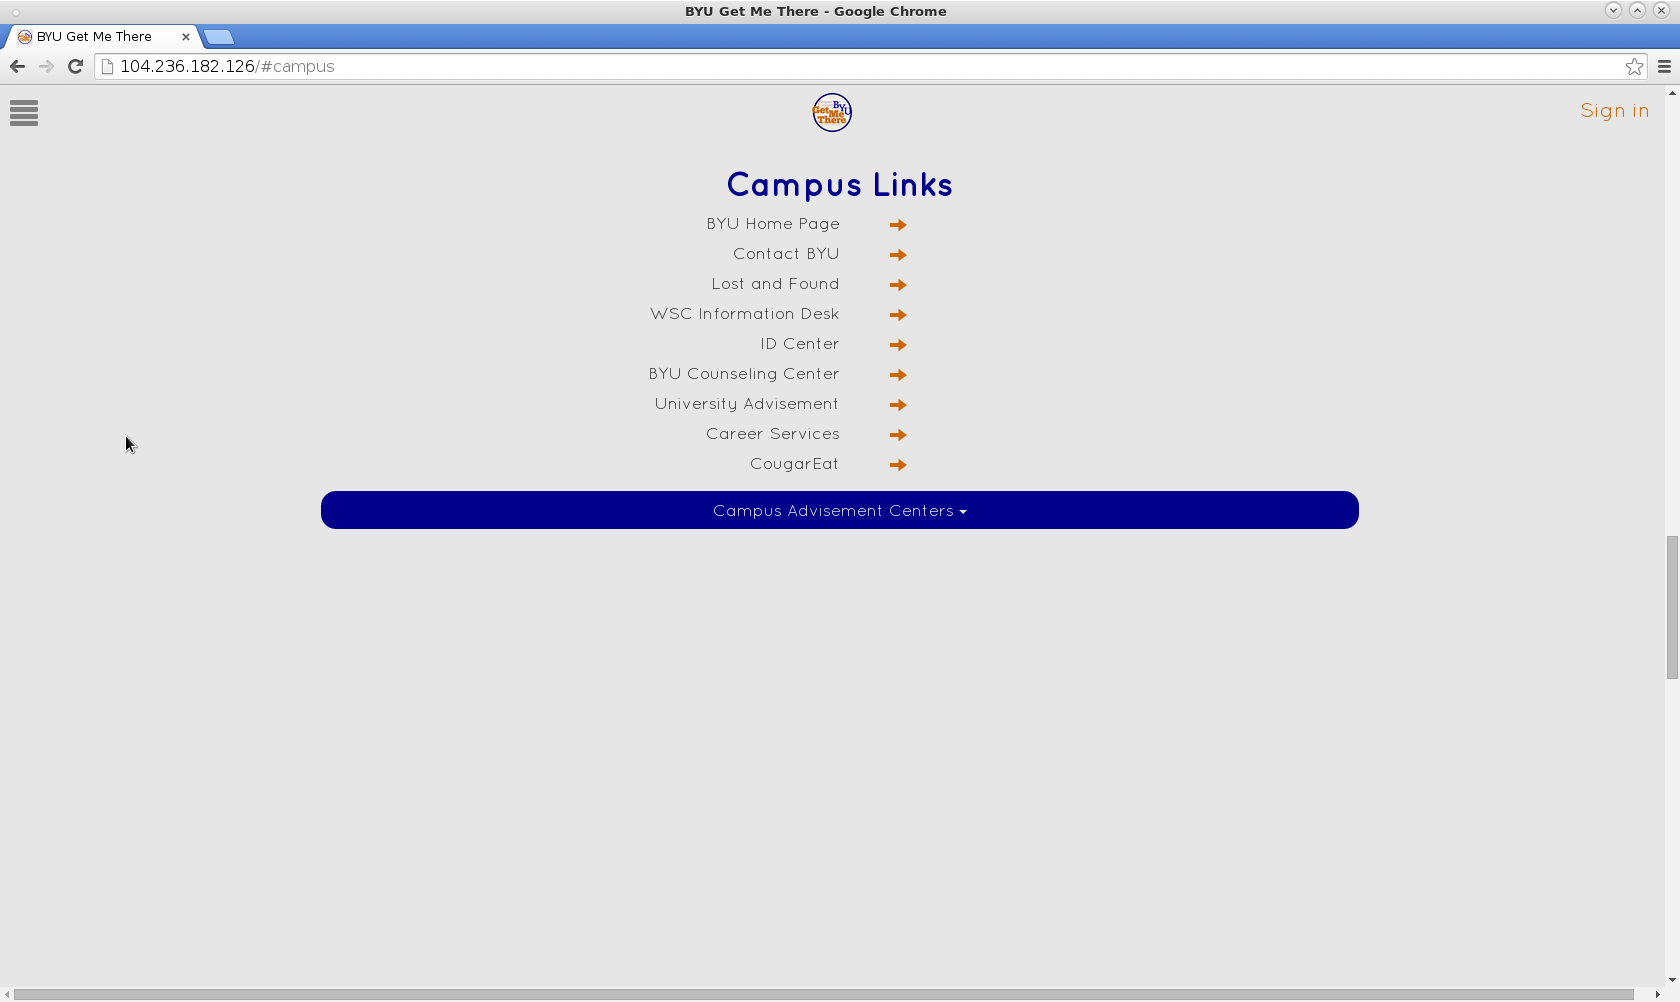 BYU Get Me There - Google Chrome
BYU Get Me There
104.236.182.126/#campus
BYU
Get Me There
Sign in
Campus Links
BYU Home Page
Contact BYU
Lost and Found
WSC Information Desk
ID Center
BYU Counseling Center
University Advisement
Career Services
CougarEat
Campus Advisement Centers